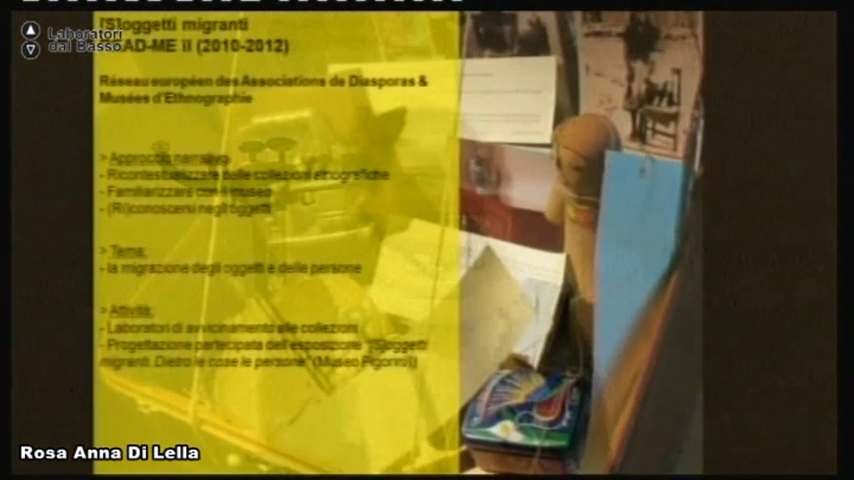 Laboratori
dal Basso
[S]oggetti migranti
READ-ME II (2010-2012)
Réseau européen des Associations de Diasporas &
Musées d'Ethnographie
> Approccio narrativo
- Ricontestualizzare delle collezioni etnografiche
- Familiarizzare con il museo
- (Ri)conoscersi negli oggetti
> Tema:
- la migrazione degli oggetti e delle persone
> Attività:
- Laboratori di avvicinamento alle collezioni
- Progettazione partecipata dell'esposizione "[S]oggetti
migranti. Dietro le cose le persone" (Museo Pigorini)
Rosa Anna Di Lella